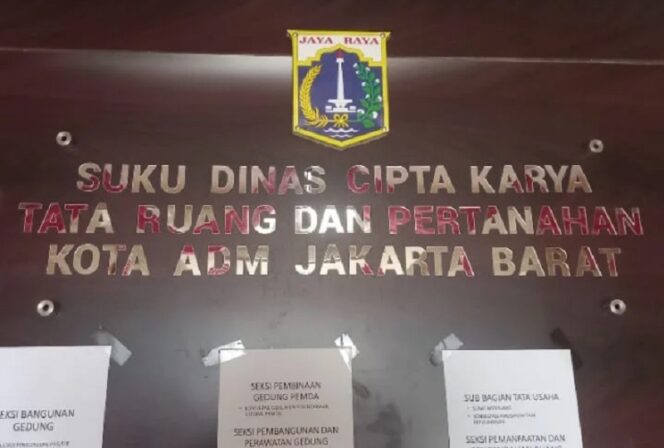 JAYA RAYA
SUKU DINAS CIPTA KARYA
TATA RUANG DAN PERTANAHAN
KOTA ADM JAKARTA BARAT
SEKSI BANGUNAN
GEDUNG
SEKSI PEMBINAAN
GEDUNG PEMDA
SEKSI PEMBANGUNAN DAN
PERAWATAN GEDUNG
SUB BAGIAN TATA USAHA
SEKSI PEMANFAATAN DAN